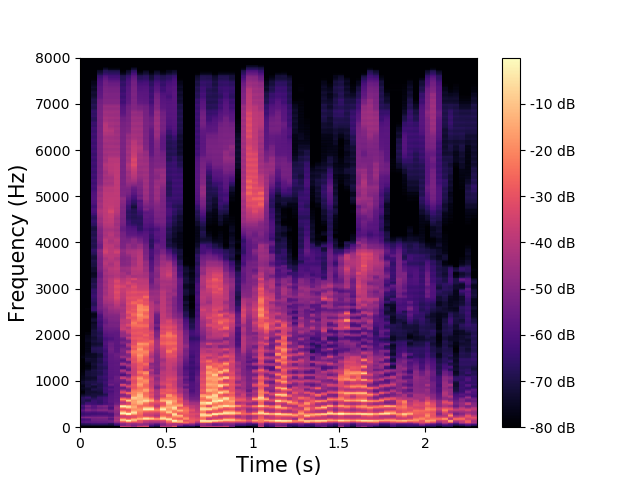 8000
7000
6000
5000
4000
3000
2000
1000
0
Frequency (Hz)
0 0.5 1 1.5 2
Time (s)
-10 dB
-20 dB
-30 dB
-40 dB
-50 dB
-60 dB
-70 dB
-80 dB